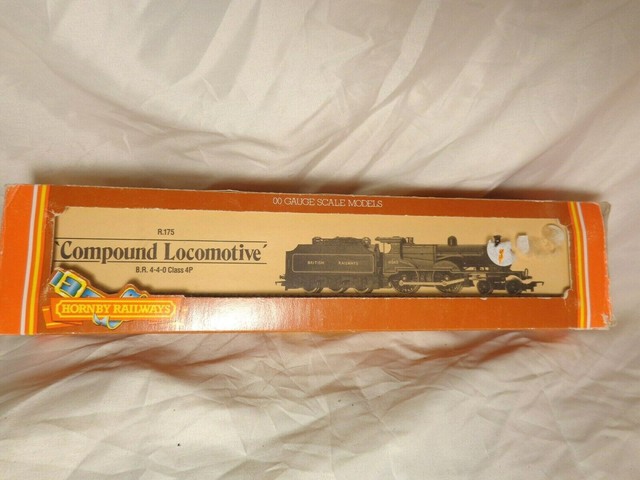 00 GAUGE SCALE MODELS
R.175
'Compound Locomotive'
B.R. 4-4-0 Class 4P
BRITISH RAILWAYS
HORNBY RAILWAYS